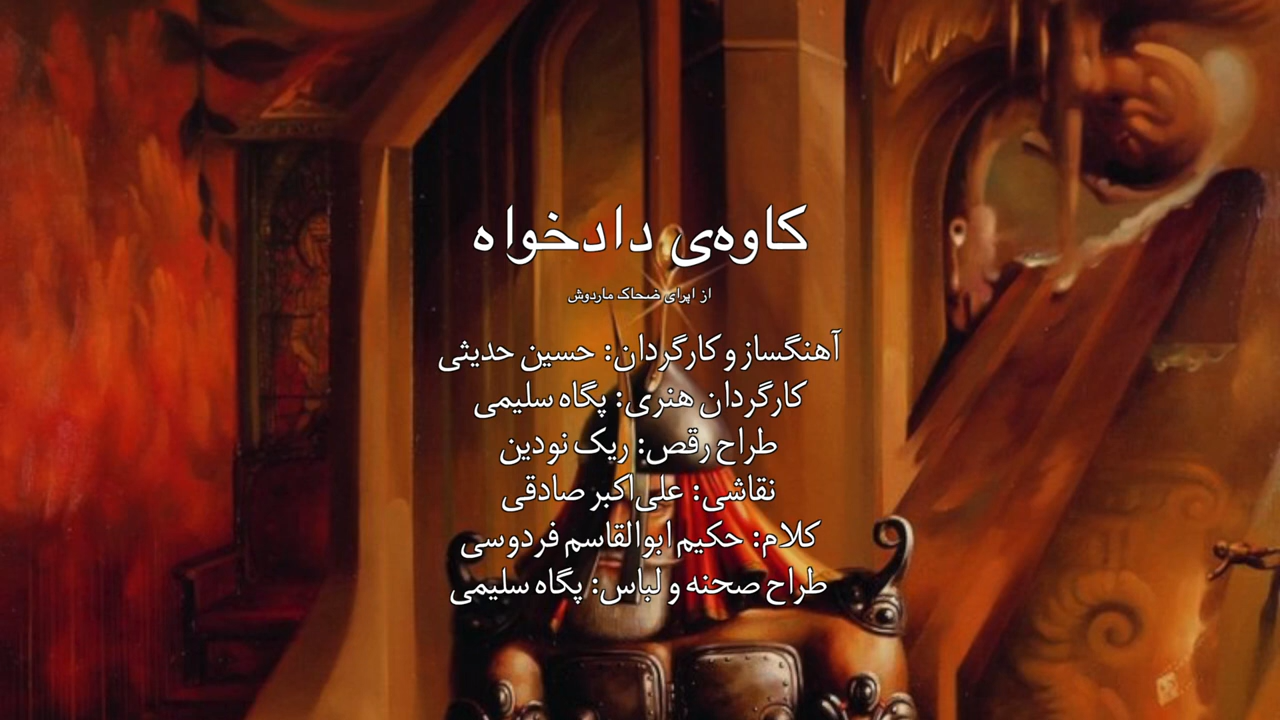 کاوه‌ی دادخواه
از اپرای ضحاک ماردوش
آهنگساز و کارگردان: حسین حدیثی
کارگردان هنری: پگاه سلیمی
طراح رقص: ریک نودین
نقاشی: علی‌اکبر صادقی
کلام: حکیم ابوالقاسم فردوسی
طراح صحنه و لباس: پگاه سلیمی